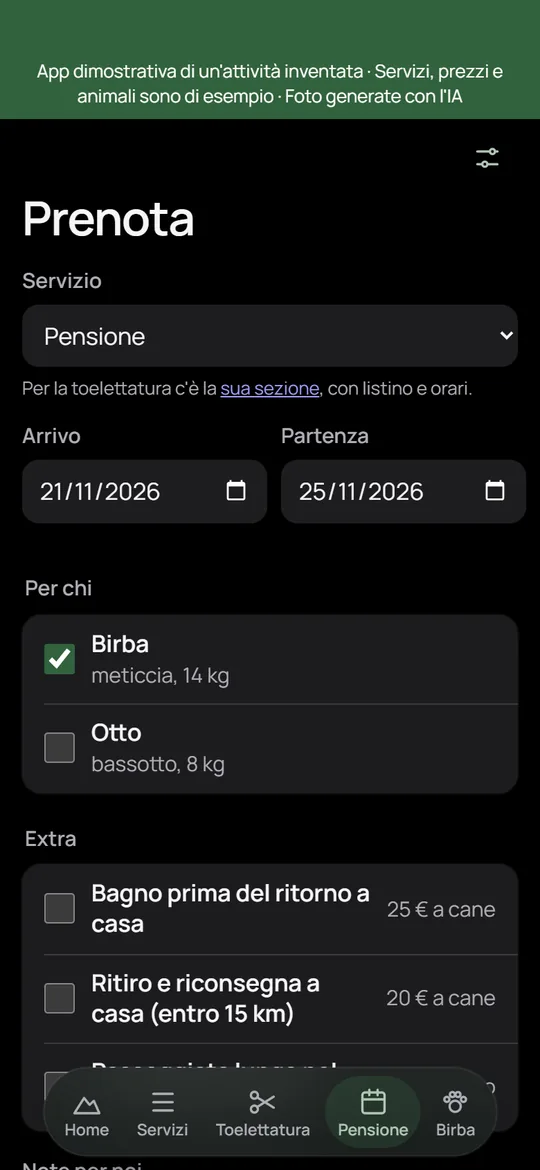 App dimostrativa di un'attività inventata · Servizi, prezzi e
animali sono di esempio · Foto generate con l'IA
Prenota
Servizio
Pensione
Per la toelettatura c'è la sua sezione, con listino e orari.
Arrivo
Partenza
21/11/2026
25/11/2026
Per chi
Birba
meticcia, 14 kg
Otto
bassotto, 8 kg
Extra
Bagno prima del ritorno a
casa
25 € a cane
Ritiro e riconsegna a
casa (entro 15 km)
20 € a cane
Home
Servizi
Toelettatura
Pensione
Birba